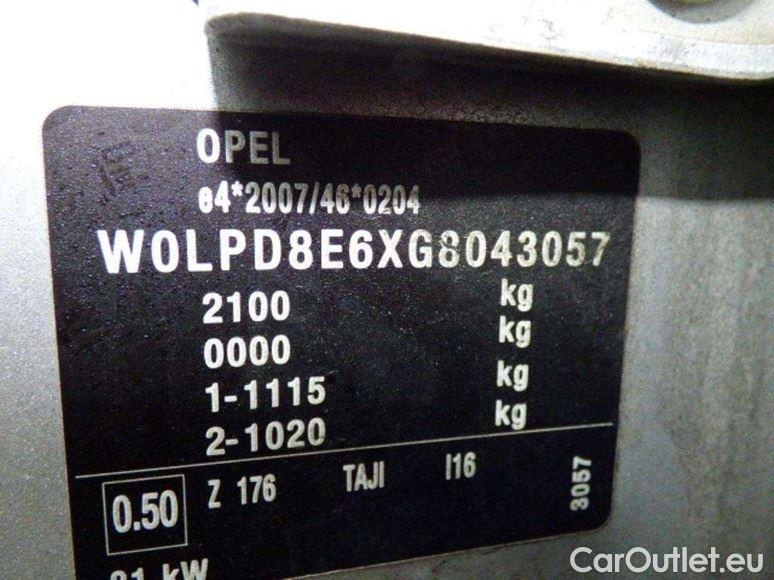 OPEL
e4*2007/46*0204
W0LPD8E6XG8043057
2100 kg
0000 kg
1-1115 kg
2-1020 kg
0.50 Z 176 TAJI I16 3057
kW
CarOutlet.eu